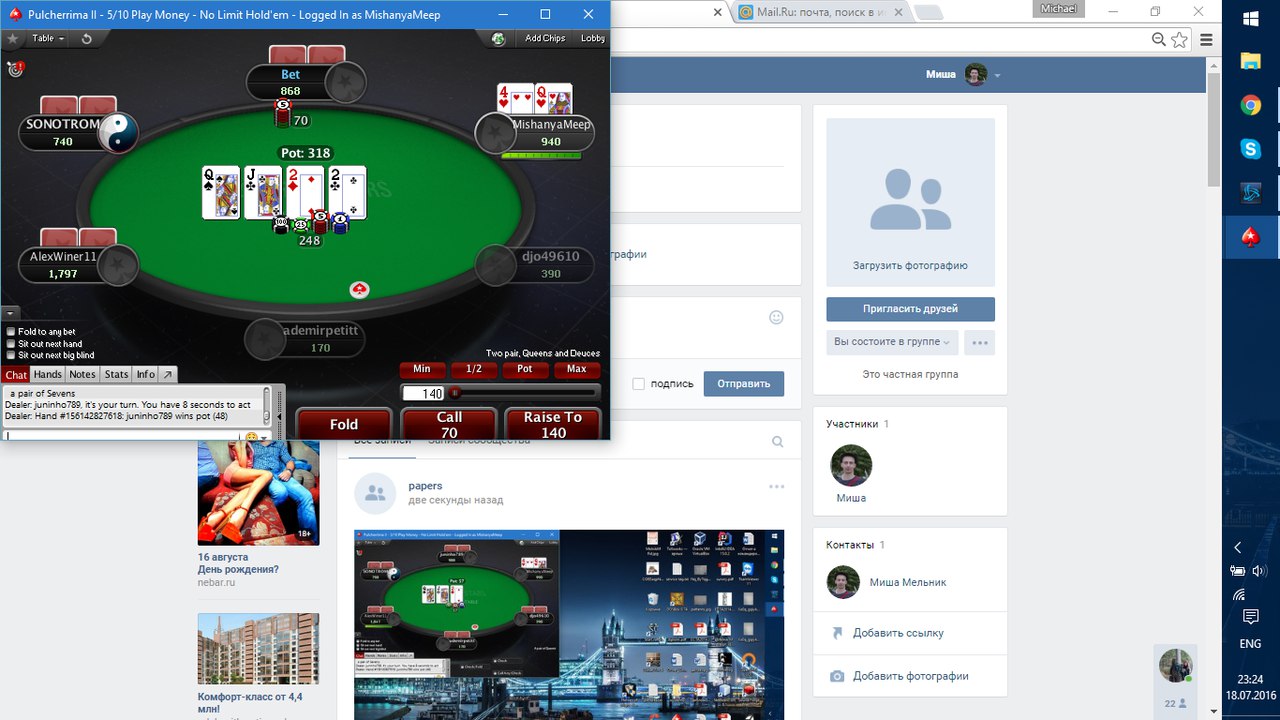 Pulcherrima II - 5/10 Play Money - No Limit Hold'em - Logged In as MishanyaMeep
Table
Add Chips
Lobby
Bet
868
SONOTROM
740
4
Q
MishanyaMeep
940
5
70
Pot: 318
Q
J
2
2
248
AlexWiner11
1,797
djo49610
390
ademirpetitt
170
Fold to any bet
Sit out next hand
Sit out next big blind
Two pair, Queens and Deuces
Min
1/2
Pot
Max
140
Chat
Hands
Notes
Stats
Info
a pair of Sevens
Dealer: juninho789, it's your turn. You have 6 seconds to act
Dealer: Hand #156142827618: juninho789 wins pot (48)
Fold
Call
70
Raise To
140
Mail.Ru: почта, поиск в и
Michael
Миша
графии
Загрузить фотографию
Пригласить друзей
Вы состоите в группе
Это частная группа
подпись
Отправить
Все записи
Записи сообщества
Участники 1
Миша
papers
две секунды назад
18+
16 августа
День рождения?
nebar.ru
Комфорт-класс от 4,4
млн!
Контакты 1
Миша Мельник
Добавить ссылку
Добавить фотографии
22
ENG
23:24
18.07.2016